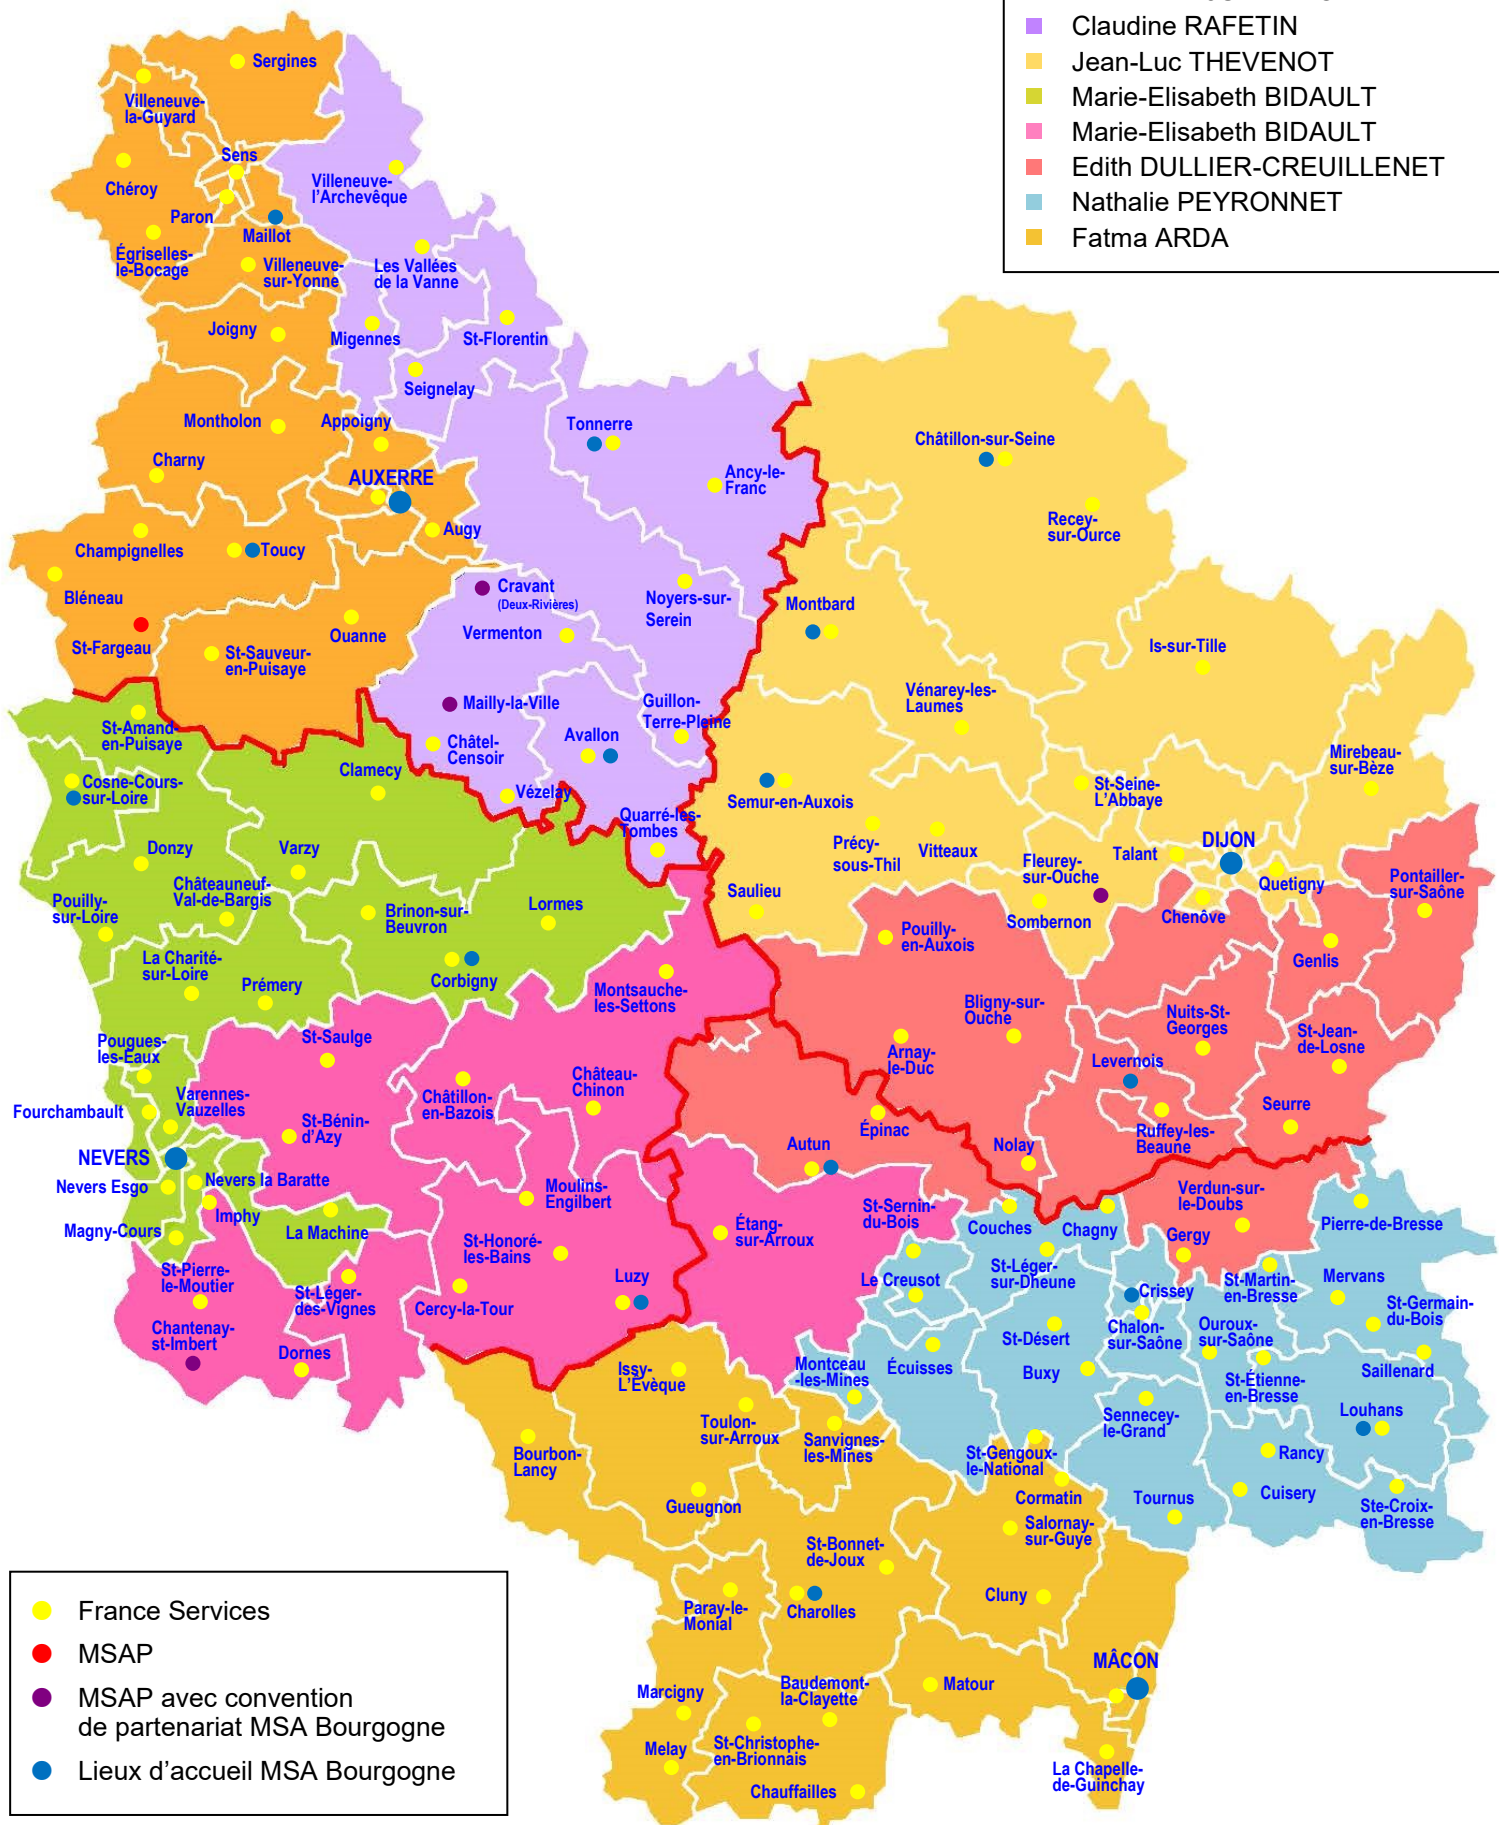 Claudine RAFETIN
Jean-Luc THEVENOT
Marie-Elisabeth BIDAULT
Marie-Elisabeth BIDAULT
Edith DULLIER-CREUILLENET
Nathalie PEYRONNET
Fatma ARDA
Sergines
Villeneuve-
la-Guyard
Sens
Chéroy
Villeneuve-
l'Archevêque
Paron
Maillot
Égriselles-
le-Bocage
Villeneuve-
sur-Yonne
Les Vallées
de la Vanne
Joigny
Migennes
St-Florentin
Seignelay
Montholon
Appoigny
Tonnerre
Châtillon-sur-Seine
Charny
AUXERRE
Ancy-le-
Franc
Recey-
sur-Ource
Augy
Champignelles
Toucy
Bléneau
Cravant
(Deux-Rivières)
Noyers-sur-
Serein
Montbard
Vermenton
Ouanne
St-Fargeau
St-Sauveur-
en-Puisaye
Is-sur-Tille
Mailly-la-Ville
Guillon-
Terre-Pleine
Vénarey-les-
Laumes
St-Amand-
en-Puisaye
Avallon
Châtel-
Censoir
Mirebeau-
sur-Bèze
Clamecy
Cosne-Cours-
sur-Loire
Vézelay
Semur-en-Auxois
St-Seine-
L'Abbaye
Quarré-les-
Tombes
Donzy
Varzy
Précy-
sous-Thil
Vitteaux
Fleurey-
sur-Ouche
Talant
DIJON
Quetigny
Pontailler-
sur-Saône
Châteauneuf-
Val-de-Bargis
Pouilly-
sur-Loire
Brinon-sur-
Beuvron
Lormes
Saulieu
Sombernon
Chenôve
Pouilly-
en-Auxois
La Charité-
sur-Loire
Prémery
Corbigny
Montsauche-
les-Settons
Genlis
Bligny-sur-
Ouche
Nuits-St-
Georges
St-Jean-
de-Losne
Pougues-
les-Eaux
St-Saulge
Arnay-
le-Duc
Levernois
Château-
Chinon
Fourchambault
Varennes-
Vauzelles
Châtillon-
en-Bazois
St-Bénin-
d'Azy
Épinac
Seurre
Ruffey-les-
Beaune
NEVERS
Autun
Nolay
Nevers Esgo
Nevers la Baratte
Moulins-
Engilbert
Verdun-sur-
le-Doubs
Imphy
St-Sernin-
du-Bois
Magny-Cours
La Machine
Étang-
sur-Arroux
Couches
Chagny
Gergy
Pierre-de-Bresse
St-Honoré-
les-Bains
St-Pierre-
le-Moutier
St-Léger-
des-Vignes
Luzy
Le Creusot
St-Léger-
sur-Dheune
Crissey
St-Martin-
en-Bresse
Mervans
Cercy-la-Tour
Chantenay-
st-Imbert
St-Désert
Chalon-
sur-Saône
Ouroux-
sur-Saône
St-Germain-
du-Bois
Dornes
Issy-
L'Evèque
Montceau
-les-Mines
Écuisses
Buxy
St-Étienne-
en-Bresse
Saillenard
Toulon-
sur-Arroux
Sanvignes-
les-Mines
Sennecey-
le-Grand
Louhans
Bourbon-
Lancy
St-Gengoux-
le-National
Rancy
Gueugnon
Cormatin
Tournus
Cuisery
Ste-Croix-
en-Bresse
Salornay-
sur-Guye
St-Bonnet-
de-Joux
Cluny
Paray-le-
Monial
Charolles
MÂCON
Marcigny
Baudemont-
la-Clayette
Matour
Melay
St-Christophe-
en-Brionnais
Chauffailles
La Chapelle-
de-Guinchay
France Services
MSAP
MSAP avec convention
de partenariat MSA Bourgogne
Lieux d'accueil MSA Bourgogne